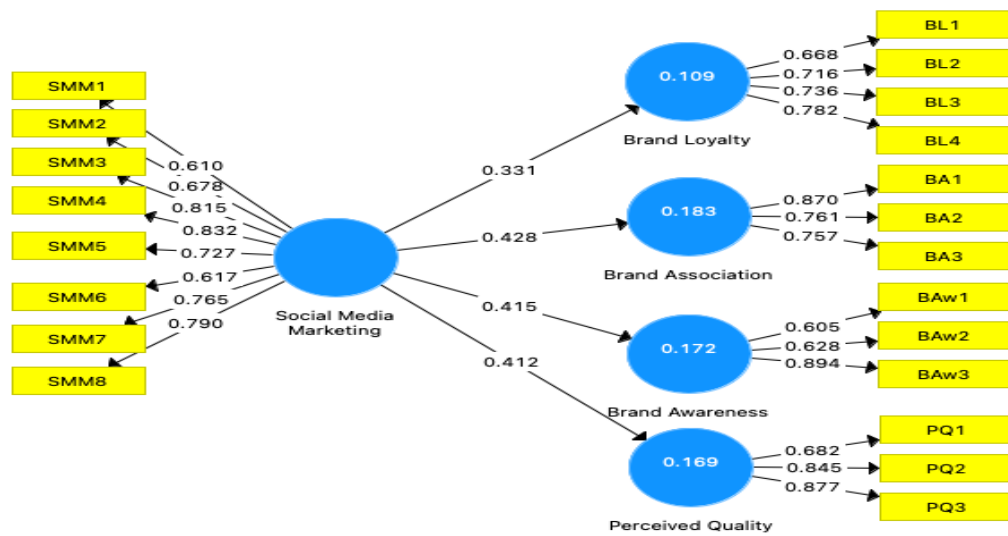 SMM1
SMM2
SMM3
SMM4
SMM5
SMM6
SMM7
SMM8
0.610
0.678
0.815
0.832
0.727
0.617
0.765
0.790
Social Media
Marketing
0.331
0.428
0.415
0.412
0.109
Brand Loyalty
0.183
Brand Association
0.172
Brand Awareness
0.169
Perceived Quality
0.668
0.716
0.736
0.782
BL1
BL2
BL3
BL4
0.870
0.761
0.757
BA1
BA2
BA3
0.605
0.628
0.894
BAw1
BAw2
BAw3
0.682
0.845
0.877
PQ1
PQ2
PQ3